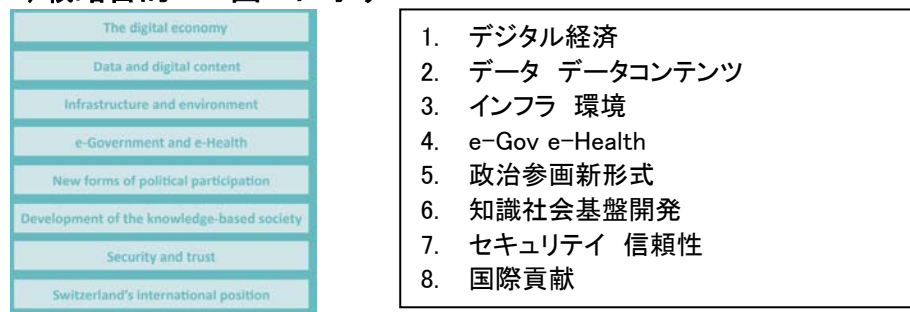 The digital economy
Data and digital content
Infrastructure and environment
e-Government and e-Health
New forms of political participation
Development of the knowledge-based society
Security and trust
Switzerland's international position
1. デジタル経済
2. データ データコンテンツ
3. インフラ 環境
4. e-Gov e-Health
5. 政治参画新形式
6. 知識社会基盤開発
7. セキュリテイ 信頼性
8. 国際貢献